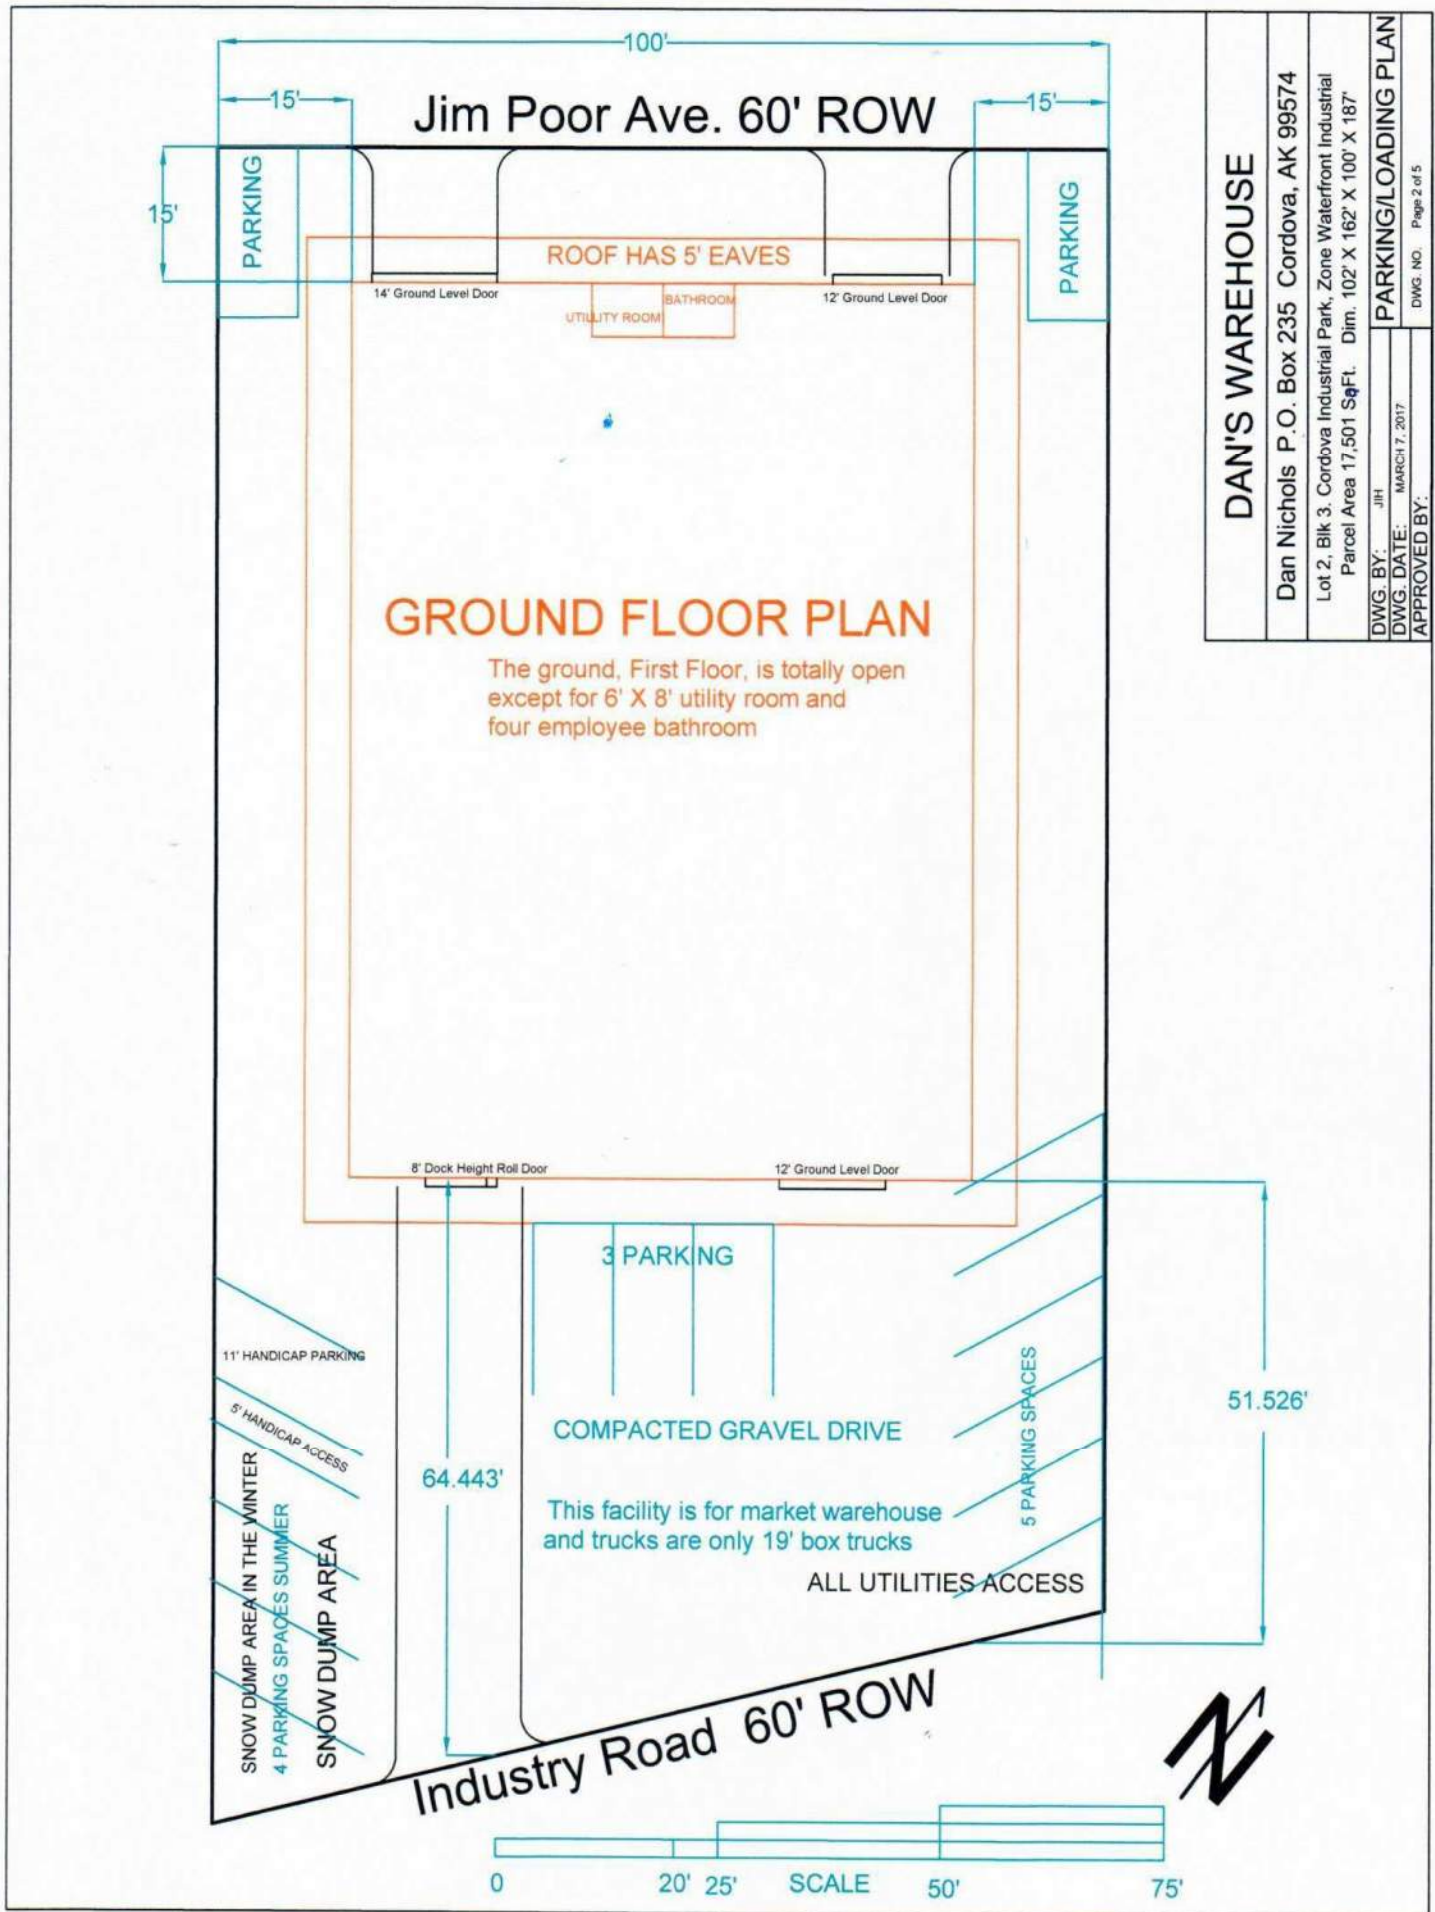 100'
15'
Jim Poor Ave. 60' ROW
15'
15'
PARKING
PARKING
ROOF HAS 5' EAVES
14' Ground Level Door
BATHROOM
12' Ground Level Door
UTILLITY ROOM
GROUND FLOOR PLAN
The ground, First Floor, is totally open
except for 6' X 8' utility room and
four employee bathroom
8' Dock Height Roll Door
12' Ground Level Door
3 PARKING
11' HANDICAP PARKING
5' HANDICAP ACCESS
SNOW DUMP AREA IN THE WINTER
4 PARKING SPACES SUMMER
SNOW DUMP AREA
64.443'
COMPACTED GRAVEL DRIVE
5 PARKING SPACES
51.526'
This facility is for market warehouse
and trucks are only 19' box trucks
ALL UTILITIES ACCESS
Industry Road 60' ROW
0
20'
25'
SCALE
50'
75'
DAN'S WAREHOUSE
Dan Nichols P.O. Box 235 Cordova, AK 99574
Lot 2, Blk 3. Cordova Industrial Park, Zone Waterfront Industrial
Parcel Area 17,501 SqFt. Dim. 102' X 162' X 100' X 187'
DWG. BY: JIH
DWG. DATE: MARCH 7, 2017
APPROVED BY:
PARKING/LOADING PLAN
DWG. NO. Page 2 of 5